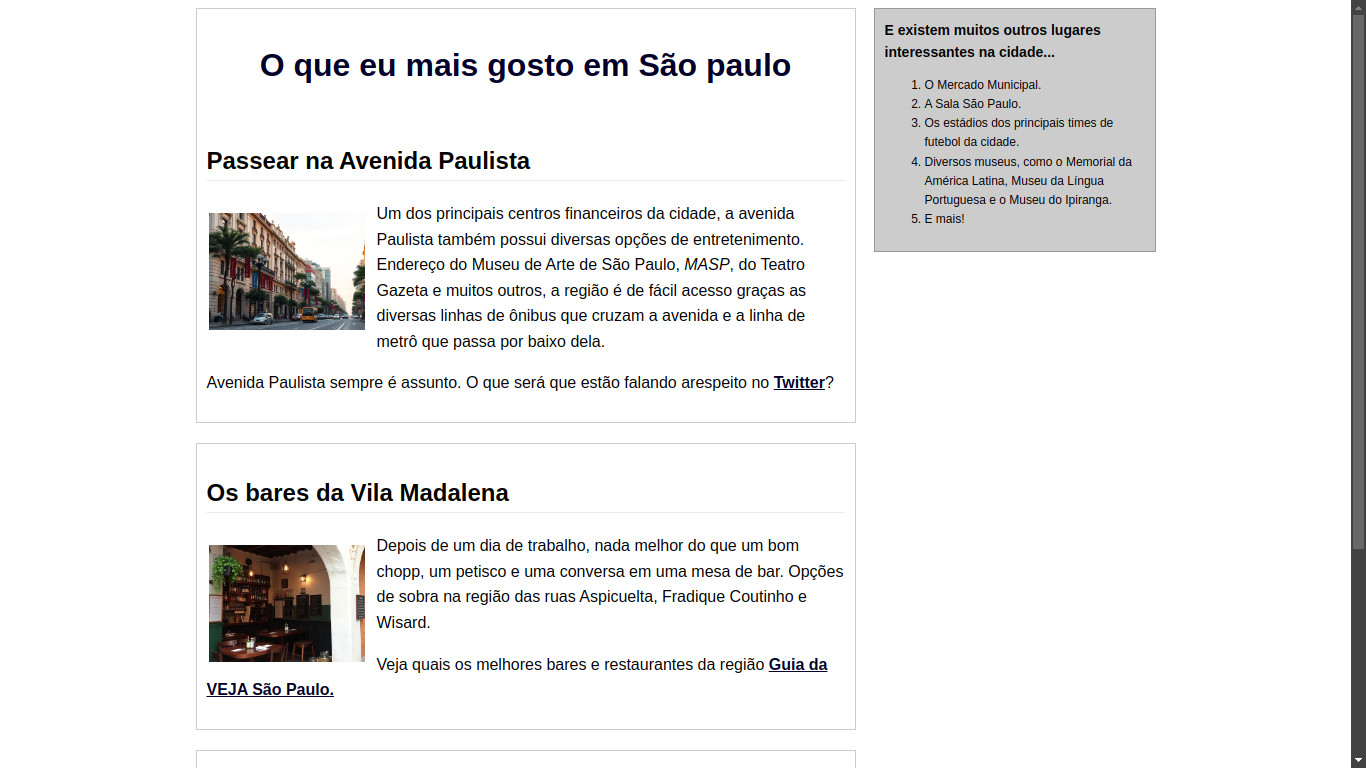 O que eu mais gosto em São paulo
Passear na Avenida Paulista
Um dos principais centros financeiros da cidade, a avenida
Paulista também possui diversas opções de entretenimento.
Endereço do Museu de Arte de São Paulo, MASP, do Teatro
Gazeta e muitos outros, a região é de fácil acesso graças as
diversas linhas de ônibus que cruzam a avenida e a linha de
metrô que passa por baixo dela.
Avenida Paulista sempre é assunto. O que será que estão falando arespeito no Twitter?
Os bares da Vila Madalena
Depois de um dia de trabalho, nada melhor do que um bom
chopp, um petisco e uma conversa em uma mesa de bar. Opções
de sobra na região das ruas Aspicuelta, Fradique Coutinho e
Wisard.
Veja quais os melhores bares e restaurantes da região Guia da
VEJA São Paulo.
E existem muitos outros lugares
interessantes na cidade...
1. O Mercado Municipal.
2. A Sala São Paulo.
3. Os estádios dos principais times de
futebol da cidade.
4. Diversos museus, como o Memorial da
América Latina, Museu da Língua
Portuguesa e o Museu do Ipiranga.
5. E mais!